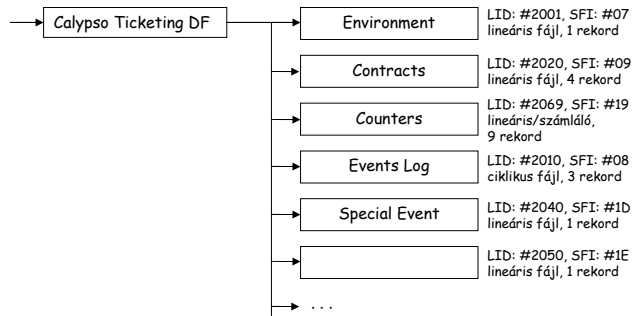 Calypso Ticketing DF
Environment
LID: #2001, SFI: #07
lineáris fájl, 1 rekord
Contracts
LID: #2020, SFI: #09
lineáris fájl, 4 rekord
Counters
LID: #2069, SFI: #19
lineáris/számláló,
9 rekord
Events Log
LID: #2010, SFI: #08
ciklikus fájl, 3 rekord
Special Event
LID: #2040, SFI: #1D
lineáris fájl, 1 rekord
LID: #2050, SFI: #1E
lineáris fájl, 1 rekord
. . .